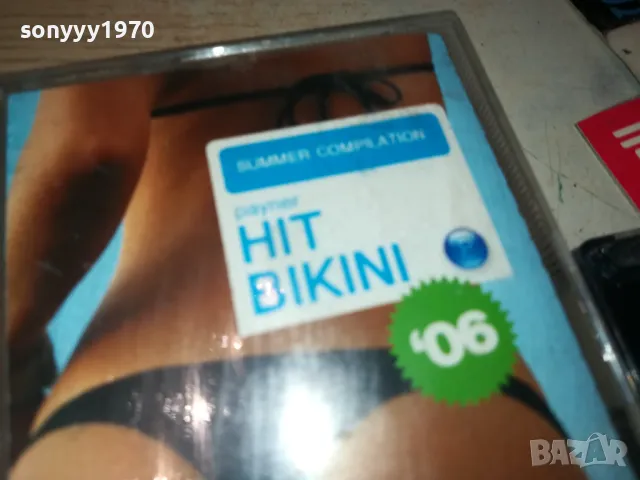 sonyyy1970
SUMMER COMPILATION
payner
HIT
BIKINI
'06
BAZAR